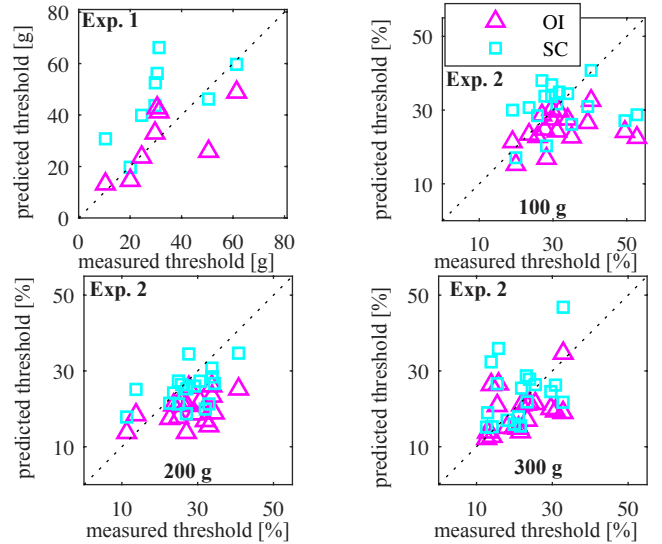 Exp. 1
predicted threshold [g]
80
60
40
20
0
0 20 40 60 80
measured threshold [g]
OI
SC
Exp. 2
predicted threshold [%]
50
30
10
100 g
10 30 50
measured threshold [%]
Exp. 2
predicted threshold [%]
50
30
10
200 g
10 30 50
measured threshold [%]
Exp. 2
predicted threshold [%]
50
30
10
300 g
10 30 50
measured threshold [%]